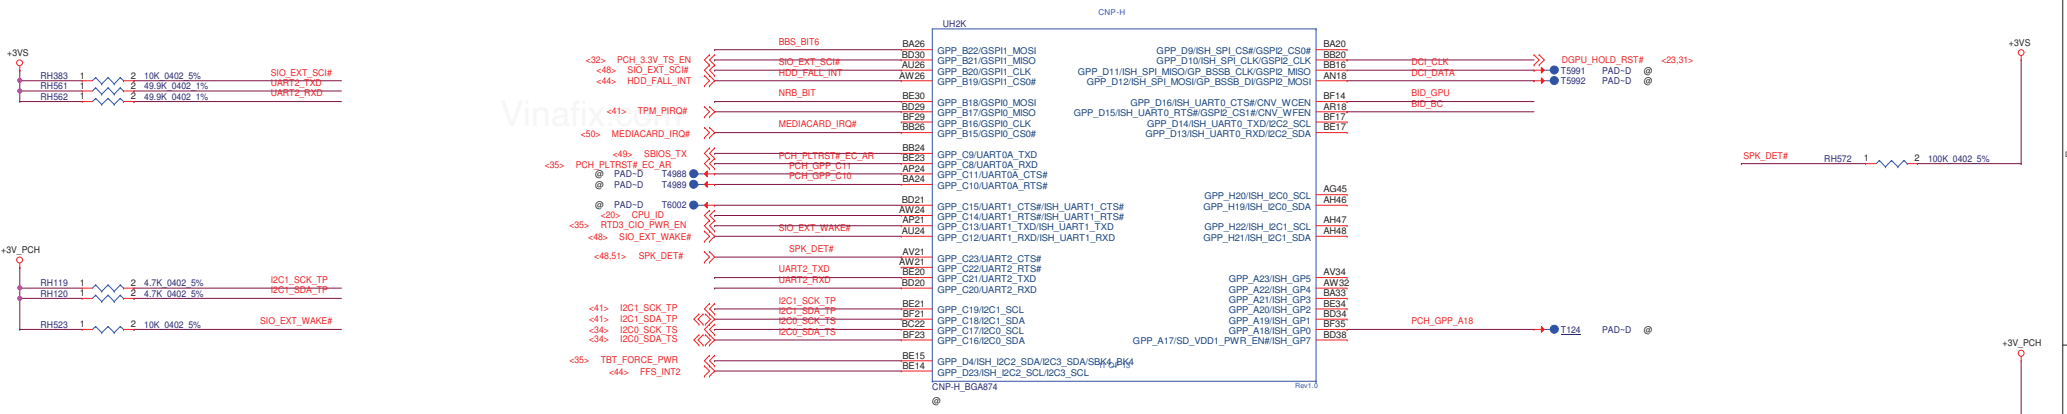 CNP-H
UH2K
+3VS
RH383 1 2 10K_0402_5% SIO_EXT_SCI#
RH561 1 2 49.9K_0402_1% UART2_TXD
RH562 1 2 49.9K_0402_1% UART2_RXD
+3V_PCH
RH119 1 2 4.7K_0402_5% I2C1_SCK_TP
RH120 1 2 4.7K_0402_5% I2C1_SDA_TP
RH523 1 2 10K_0402_5% SIO_EXT_WAKE#
Vinafix.com
BBS_BIT6 BA26 GPP_B22/GSPI1_MOSI
<32> PCH_3.3V_TS_EN BD30 GPP_B21/GSPI1_MISO
<48> SIO_EXT_SCI# SIO_EXT_SCI# AU26 GPP_B20/GSPI1_CLK
<44> HDD_FALL_INT HDD_FALL_INT AW26 GPP_B19/GSPI1_CS0#
NRB_BIT BE30 GPP_B18/GSPI0_MOSI
<41> TPM_PIRQ# BD29 GPP_B17/GSPI0_MISO
BF29 GPP_B16/GSPI0_CLK
<50> MEDIACARD_IRQ# MEDIACARD_IRQ# BB26 GPP_B15/GSPI0_CS0#
<49> SBIOS_TX BB24 GPP_C9/UART0A_TXD
<35> PCH_PLTRST#_EC_AR PCH_PLTRST#_EC_AR BE23 GPP_C8/UART0A_RXD
@ PAD~D T4988 PCH_GPP_C11 AP24 GPP_C11/UART0A_CTS#
@ PAD~D T4989 PCH_GPP_C10 BA24 GPP_C10/UART0A_RTS#
@ PAD~D T6002 BD21 GPP_C15/UART1_CTS#/ISH_UART1_CTS#
<20> CPU_ID AW24 GPP_C14/UART1_RTS#/ISH_UART1_RTS#
<35> RTD3_CIO_PWR_EN AP21 GPP_C13/UART1_TXD/ISH_UART1_TXD
<48> SIO_EXT_WAKE# SIO_EXT_WAKE# AU24 GPP_C12/UART1_RXD/ISH_UART1_RXD
<48,51> SPK_DET# SPK_DET# AV21 GPP_C23/UART2_CTS#
AW21 GPP_C22/UART2_RTS#
UART2_TXD BE20 GPP_C21/UART2_TXD
UART2_RXD BD20 GPP_C20/UART2_RXD
<41> I2C1_SCK_TP I2C1_SCK_TP BE21 GPP_C19/I2C1_SCL
<41> I2C1_SDA_TP I2C1_SDA_TP BF21 GPP_C18/I2C1_SDA
<34> I2C0_SCK_TS I2C0_SCK_TS BC22 GPP_C17/I2C0_SCL
<34> I2C0_SDA_TS I2C0_SDA_TS BF23 GPP_C16/I2C0_SDA
<35> TBT_FORCE_PWR BE15 GPP_D4/ISH_I2C2_SDA/I2C3_SDA/SBK4_BK4
<44> FFS_INT2 BE14 GPP_D23/ISH_I2C2_SCL/I2C3_SCL
GPP_D9/ISH_SPI_CS#/GSPI2_CS0# BA20
GPP_D10/ISH_SPI_CLK/GSPI2_CLK BB20 DGPU_HOLD_RST# <23,31>
GPP_D11/ISH_SPI_MISO/GP_BSSB_CLK/GSPI2_MISO BB16 DCI_CLK T5991 PAD~D @
GPP_D12/ISH_SPI_MOSI/GP_BSSB_DI/GSPI2_MOSI AN18 DCI_DATA T5992 PAD~D @
GPP_D16/ISH_UART0_CTS#/CNV_WCEN BF14 BID_GPU
GPP_D15/ISH_UART0_RTS#/GSPI2_CS1#/CNV_WFEN AR18 BID_BC
GPP_D14/ISH_UART0_TXD/I2C2_SCL BF17
GPP_D13/ISH_UART0_RXD/I2C2_SDA BE17
GPP_H20/ISH_I2C0_SCL AG45
GPP_H19/ISH_I2C0_SDA AH46
GPP_H22/ISH_I2C1_SCL AH47
GPP_H21/ISH_I2C1_SDA AH48
GPP_A23/ISH_GP5 AV34
GPP_A22/ISH_GP4 AW32
GPP_A21/ISH_GP3 BA33
GPP_A20/ISH_GP2 BE34
GPP_A19/ISH_GP1 BD34
GPP_A18/ISH_GP0 BF35 PCH_GPP_A18 T124 PAD~D @
GPP_A17/SD_VDD1_PWR_EN#/ISH_GP7 BD38
CNP-H_BGA874 Rev1.0
@
+3VS
SPK_DET# RH572 1 2 100K_0402_5%
+3V_PCH